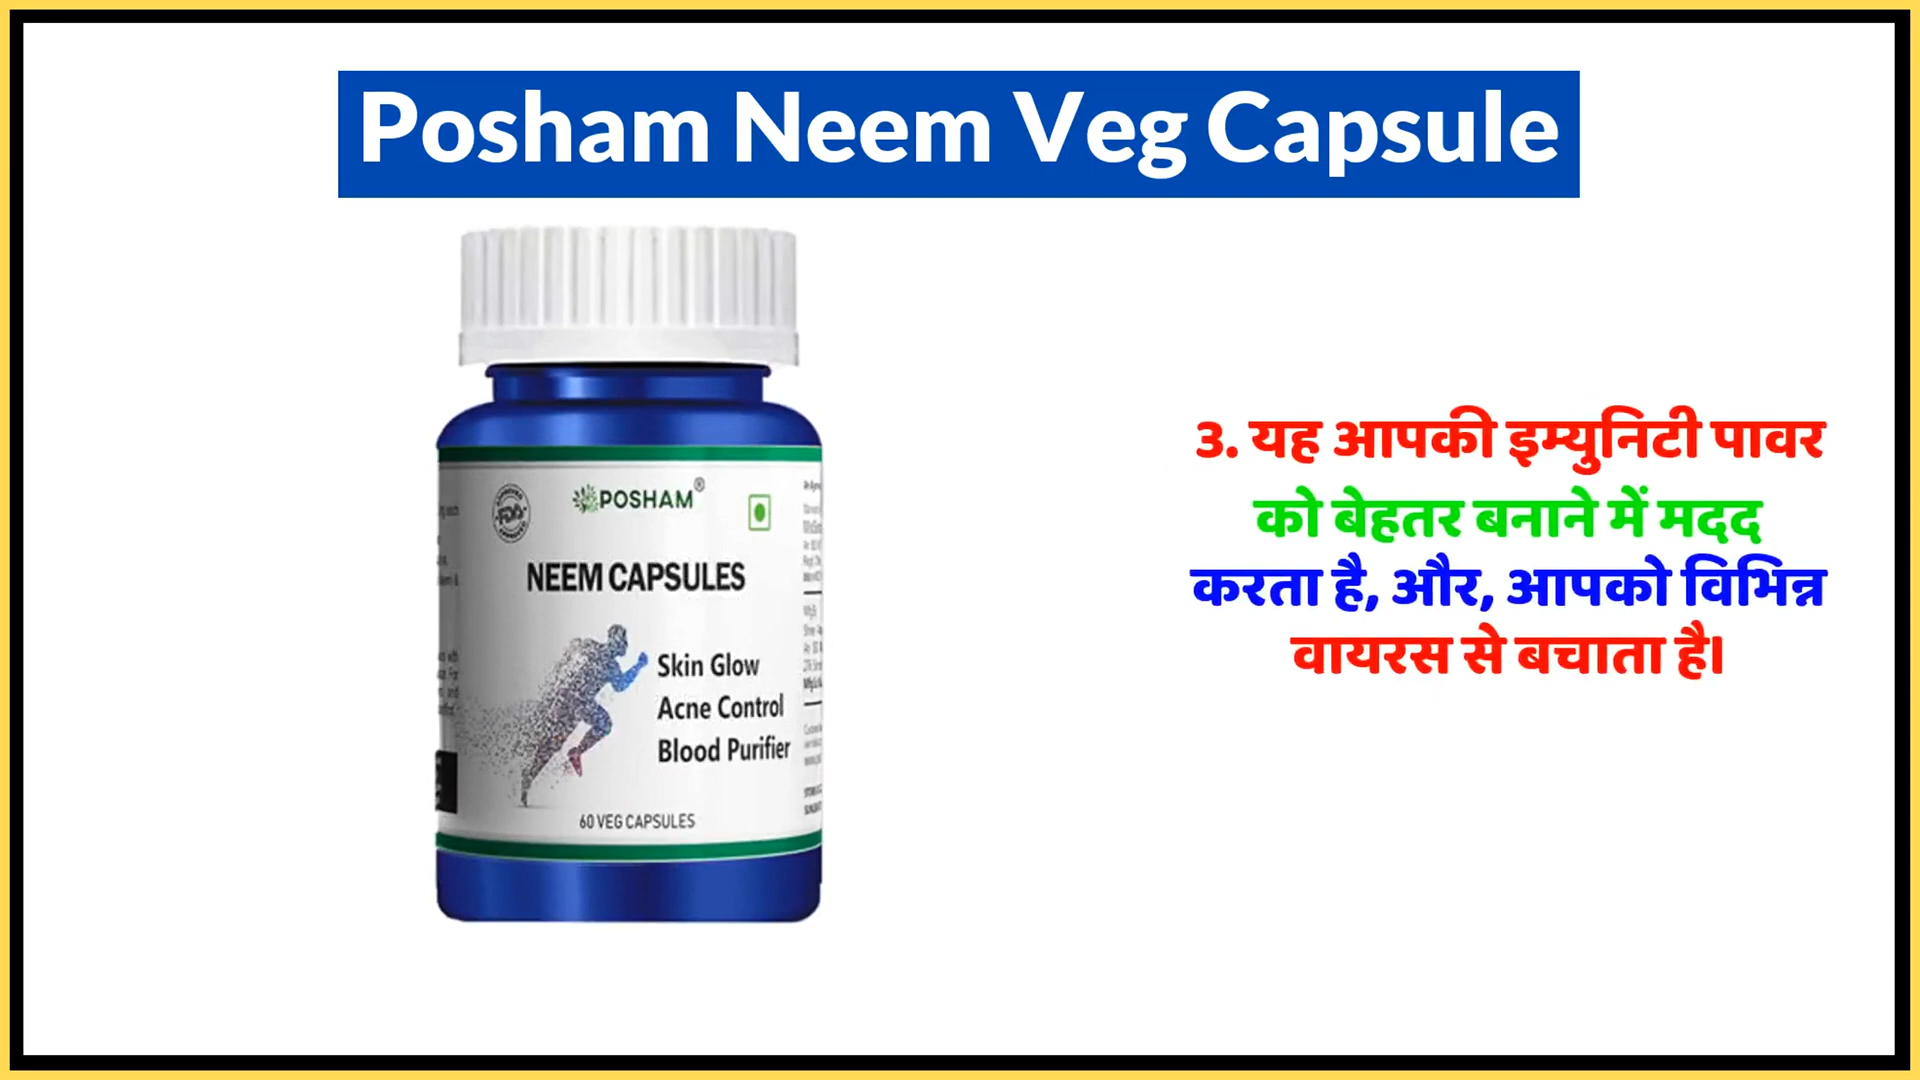 Posham Neem Veg Capsule
POSHAM®
NEEM CAPSULES
Skin Glow
Acne Control
Blood Purifier
60 VEG CAPSULES
3. यह आपकी इम्युनिटी पावर
को बेहतर बनाने में मदद
करता है, और, आपको विभिन्न
वायरस से बचाता है।